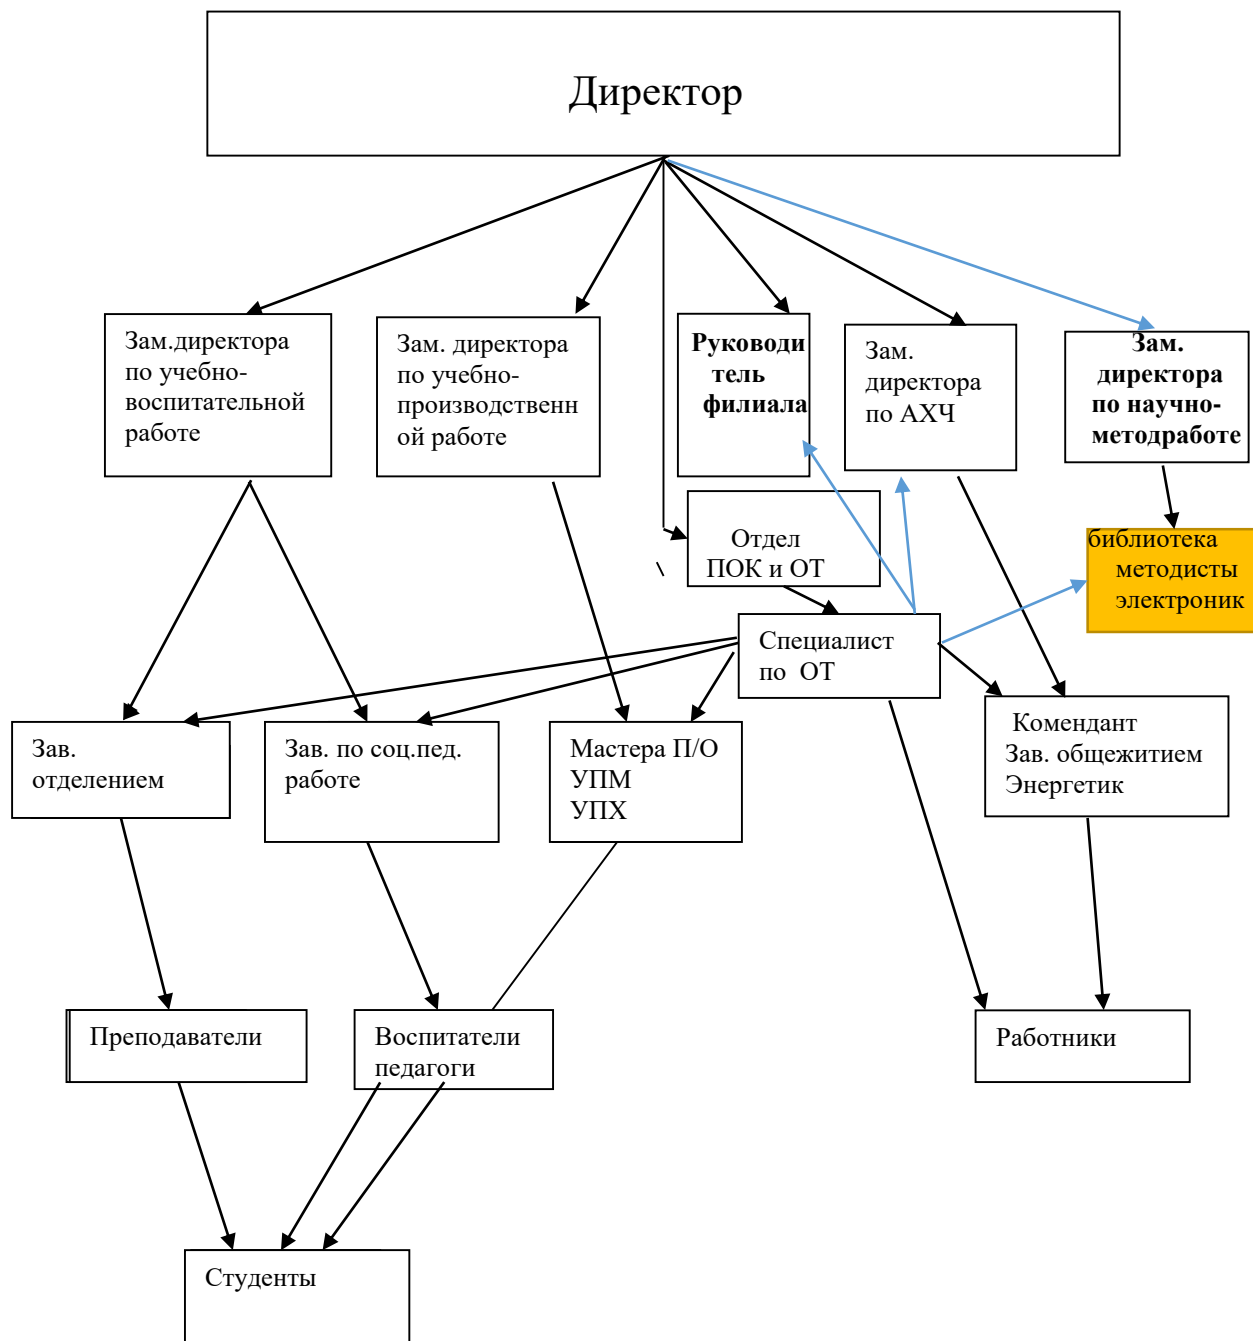 Директор
Зам.директора
по учебно-
воспитательной
работе
Зам. директора
по учебно-
производственн
ой работе
Руководи
тель
филиала
Зам.
директора
по АХЧ
Зам.
директора
по научно-
методработе
Отдел
ПОК и ОТ
\
библиотека
методисты
электроник
Специалист
по ОТ
Зав.
отделением
Зав. по соц.пед.
работе
Мастера П/О
УПМ
УПХ
Комендант
Зав. общежитием
Энергетик
Преподаватели
Воспитатели
педагоги
Работники
Студенты